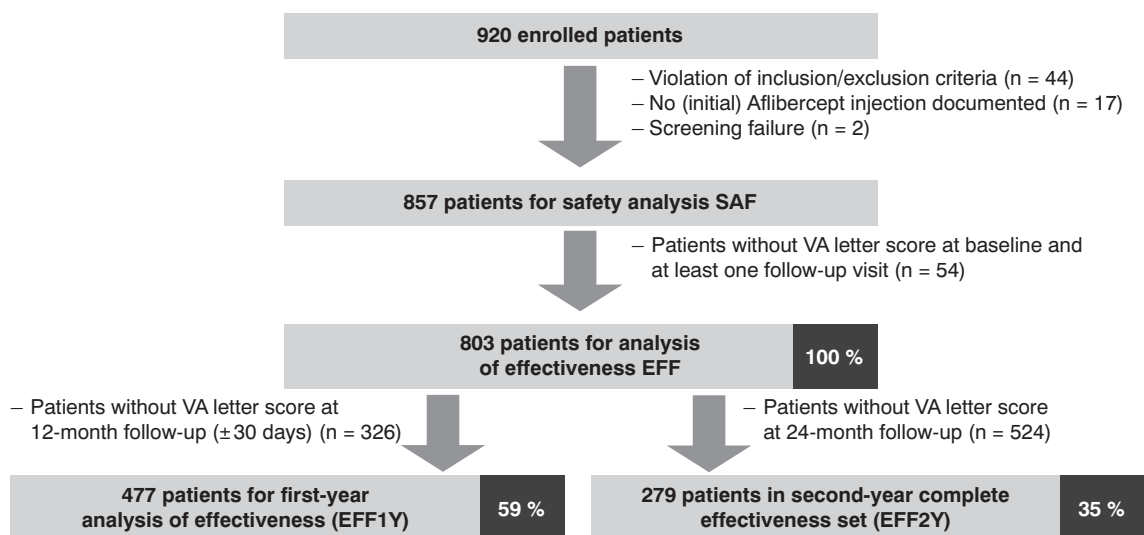 920 enrolled patients
– Violation of inclusion/exclusion criteria (n = 44)
– No (initial) Aflibercept injection documented (n = 17)
– Screening failure (n = 2)
857 patients for safety analysis SAF
– Patients without VA letter score at baseline and
at least one follow-up visit (n = 54)
803 patients for analysis
of effectiveness EFF
100 %
– Patients without VA letter score at
12-month follow-up (±30 days) (n = 326)
– Patients without VA letter score
at 24-month follow-up (n = 524)
477 patients for first-year
analysis of effectiveness (EFF1Y)
59 %
279 patients in second-year complete
effectiveness set (EFF2Y)
35 %